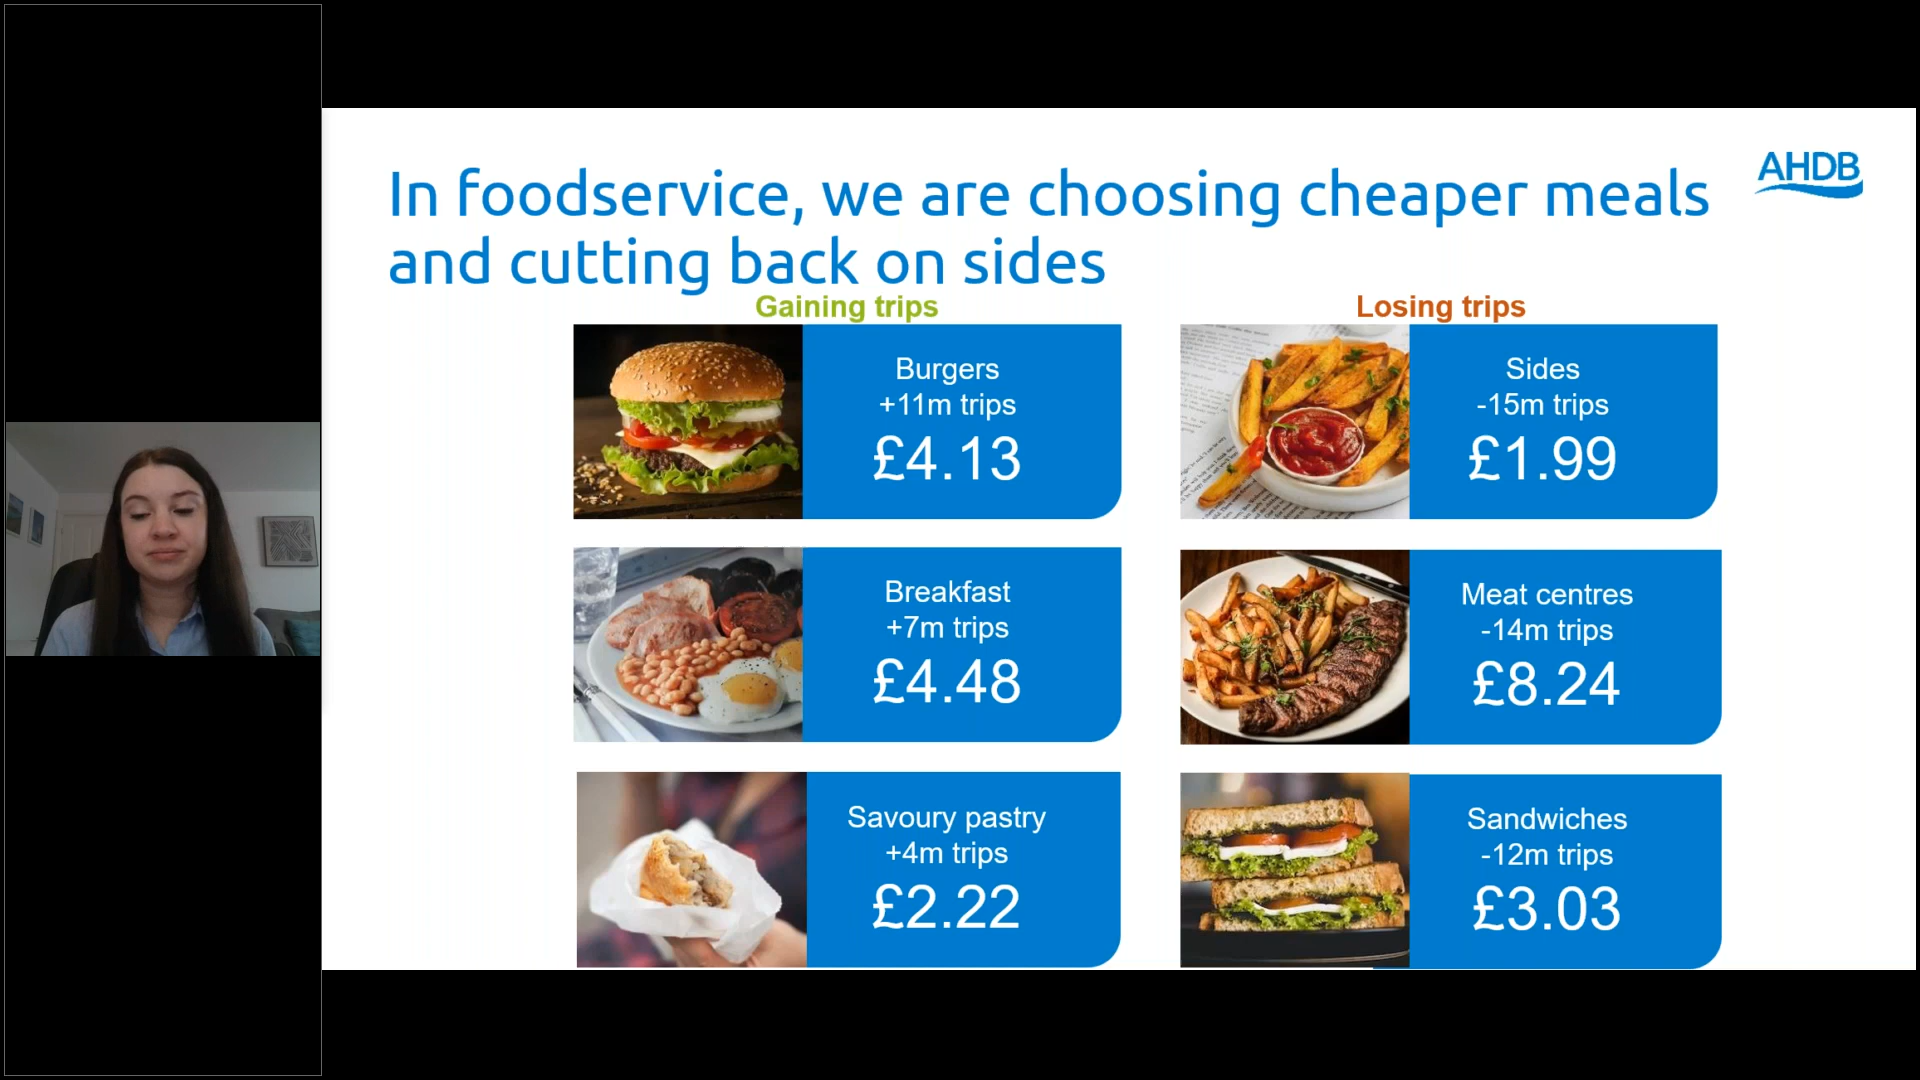 In foodservice, we are choosing cheaper meals
and cutting back on sides
AHDB
Gaining trips
Burgers
+11m trips
£4.13
Breakfast
+7m trips
£4.48
Savoury pastry
+4m trips
£2.22
Losing trips
Sides
-15m trips
£1.99
Meat centres
-14m trips
£8.24
Sandwiches
-12m trips
£3.03